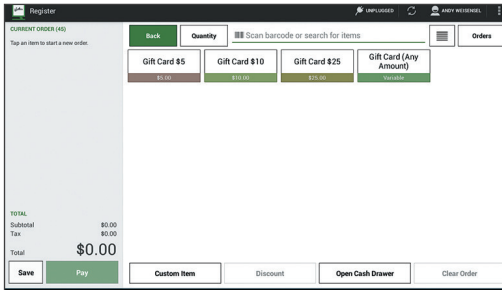 Register
UNPLUGGED
ANDY WEISENSEL
CURRENT ORDER (45)
Tap an item to start a new order.
Back
Quantity
Scan barcode or search for items
Orders
Gift Card $5
$5.00
Gift Card $10
$10.00
Gift Card $25
$25.00
Gift Card (Any
Amount)
Variable
TOTAL
Subtotal $0.00
Tax $0.00
Total $0.00
Save
Pay
Custom Item
Discount
Open Cash Drawer
Clear Order